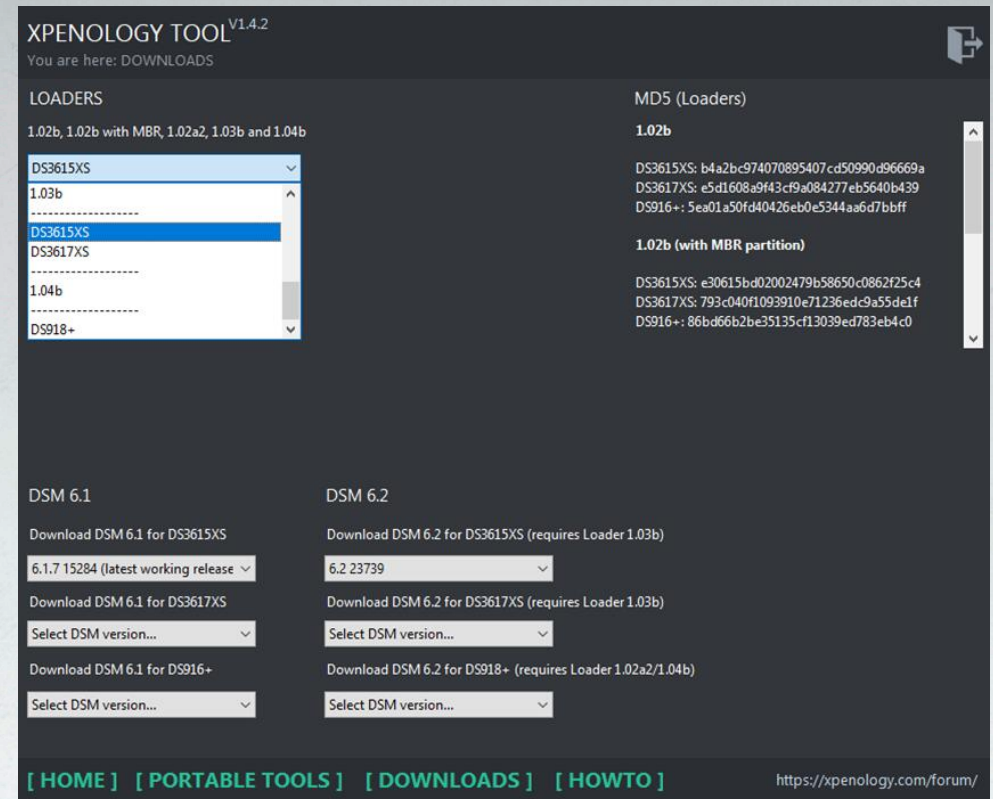 XPENOLOGY TOOL V1.4.2
You are here: DOWNLOADS
LOADERS
1.02b, 1.02b with MBR, 1.02a2, 1.03b and 1.04b
DS3615XS
1.03b
-------------------
DS3615XS
DS3617XS
-------------------
1.04b
-------------------
DS918+
MD5 (Loaders)
1.02b
DS3615XS: b4a2bc974070895407cd50990d96669a
DS3617XS: e5d1608a9f43cf9a084277eb5640b439
DS916+: 5ea01a50fd40426eb0e5344aa6d7bbff
1.02b (with MBR partition)
DS3615XS: e30615bd02002479b58650c0862f25c4
DS3617XS: 793c040f1093910e71236edc9a55de1f
DS916+: 86bd66b2be35135cf13039ed783eb4c0
DSM 6.1
Download DSM 6.1 for DS3615XS
6.1.7 15284 (latest working release
Download DSM 6.1 for DS3617XS
Select DSM version...
Download DSM 6.1 for DS916+
Select DSM version...
DSM 6.2
Download DSM 6.2 for DS3615XS (requires Loader 1.03b)
6.2 23739
Download DSM 6.2 for DS3617XS (requires Loader 1.03b)
Select DSM version...
Download DSM 6.2 for DS918+ (requires Loader 1.02a2/1.04b)
Select DSM version...
[ HOME ] [ PORTABLE TOOLS ] [ DOWNLOADS ] [ HOWTO ]
https://xpenology.com/forum/